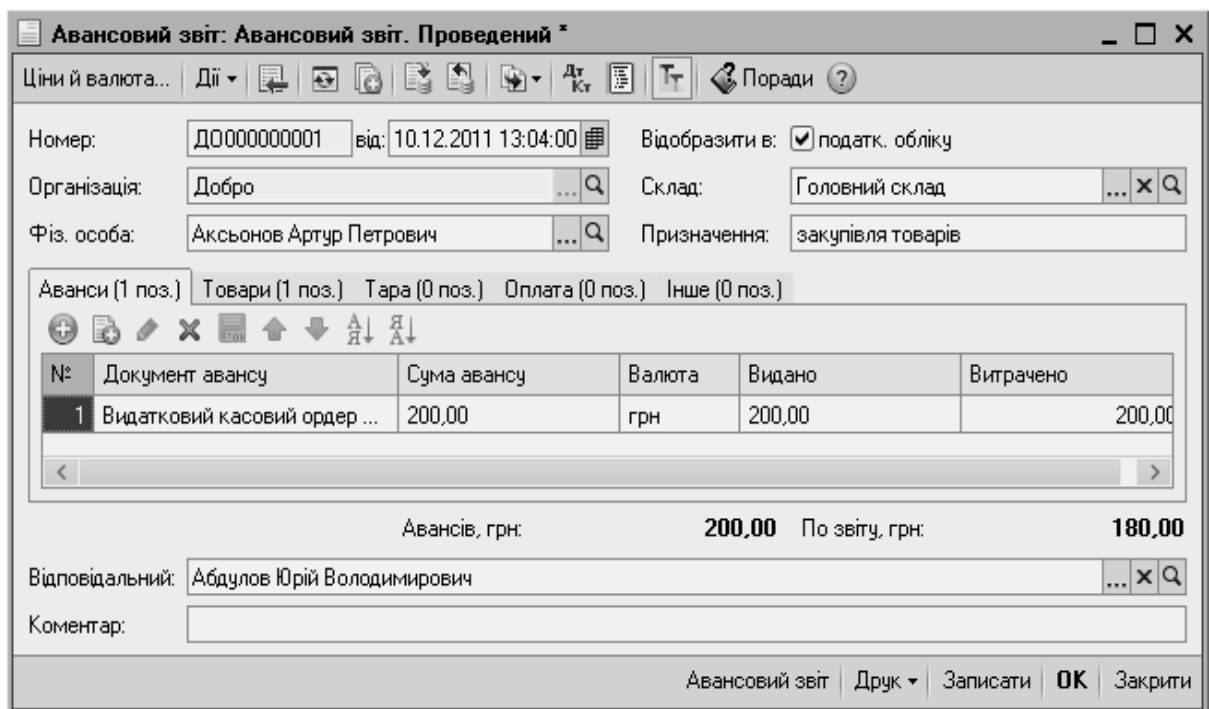 Авансовий звіт: Авансовий звіт. Проведений *
Ціни й валюта... Дії Дт Кт Тт Поради ?
Номер: ДО000000001 від: 10.12.2011 13:04:00 Відобразити в: податк. обліку
Організація: Добро ... Склад: Головний склад ...
Фіз. особа: Аксьонов Артур Петрович ... Призначення: закупівля товарів
Аванси (1 поз.) Товари (1 поз.) Тара (0 поз.) Оплата (0 поз.) Інше (0 поз.)
№ Документ авансу Сума авансу Валюта Видано Витрачено
1 Видатковий касовий ордер ... 200,00 грн 200,00 200,00
Авансів, грн: 200,00 По звіту, грн: 180,00
Відповідальний: Абдулов Юрій Володимирович ...
Коментар:
Авансовий звіт Друк Записати ОК Закрити